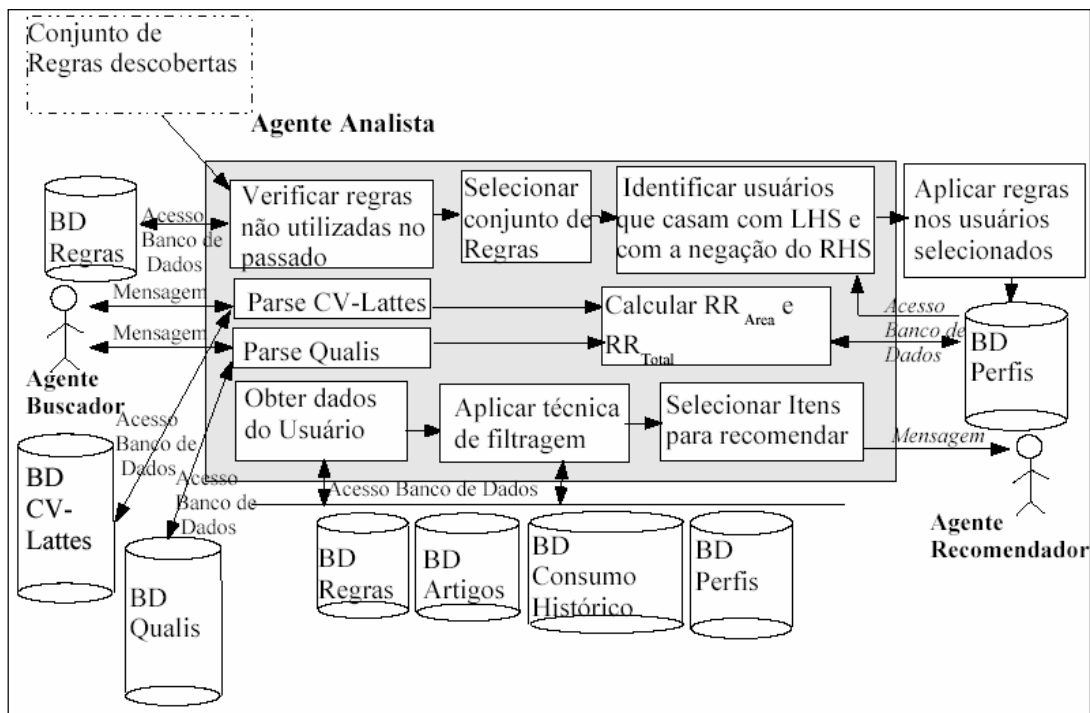 Conjunto de
Regras descobertas
Agente Analista
BD
Regras
Acesso
Banco de
Dados
Verificar regras
não utilizadas no
passado
Selecionar
conjunto de
Regras
Identificar usuários
que casam com LHS e
com a negação do RHS
Aplicar regras
nos usuários
selecionados
Mensagem
Parse CV-Lattes
Calcular RR Area e
RR Total
Acesso
Banco de
Dados
BD
Perfis
Mensagem
Parse Qualis
Agente
Buscador
Obter dados
do Usuário
Aplicar técnica
de filtragem
Selecionar Itens
para recomendar
Mensagem
Acesso
Banco de
Dados
Acesso
Banco de
Dados
Acesso Banco de Dados
BD
CV-
Lattes
BD
Qualis
BD
Regras
BD
Artigos
BD
Consumo
Histórico
BD
Perfis
Agente
Recomendador